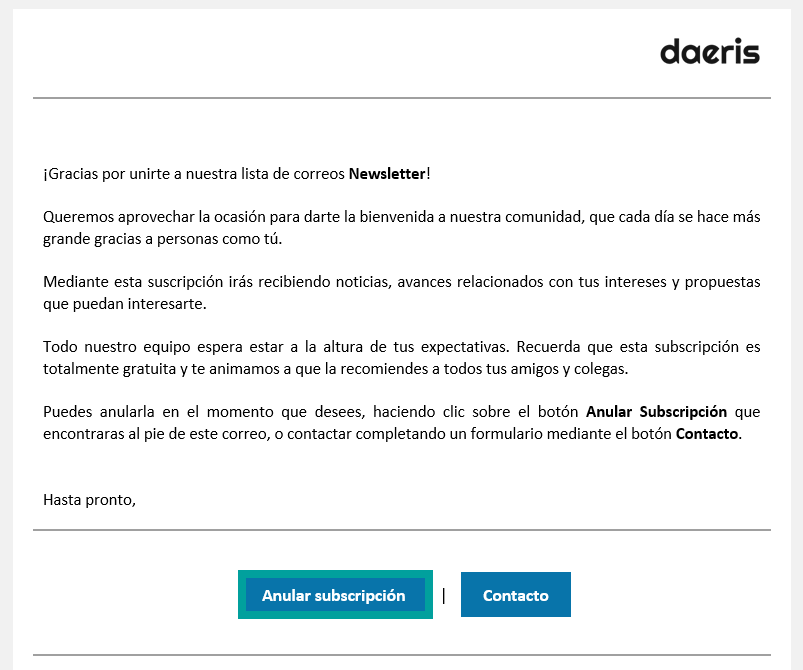 daeris
¡Gracias por unirte a nuestra lista de correos Newsletter!
Queremos aprovechar la ocasión para darte la bienvenida a nuestra comunidad, que cada día se hace más
grande gracias a personas como tú.
Mediante esta suscripción irás recibiendo noticias, avances relacionados con tus intereses y propuestas
que puedan interesarte.
Todo nuestro equipo espera estar a la altura de tus expectativas. Recuerda que esta subscripción es
totalmente gratuita y te animamos a que la recomiendes a todos tus amigos y colegas.
Puedes anularla en el momento que desees, haciendo clic sobre el botón Anular Subscripción que
encontraras al pie de este correo, o contactar completando un formulario mediante el botón Contacto.
Hasta pronto,
Anular subscripción | Contacto